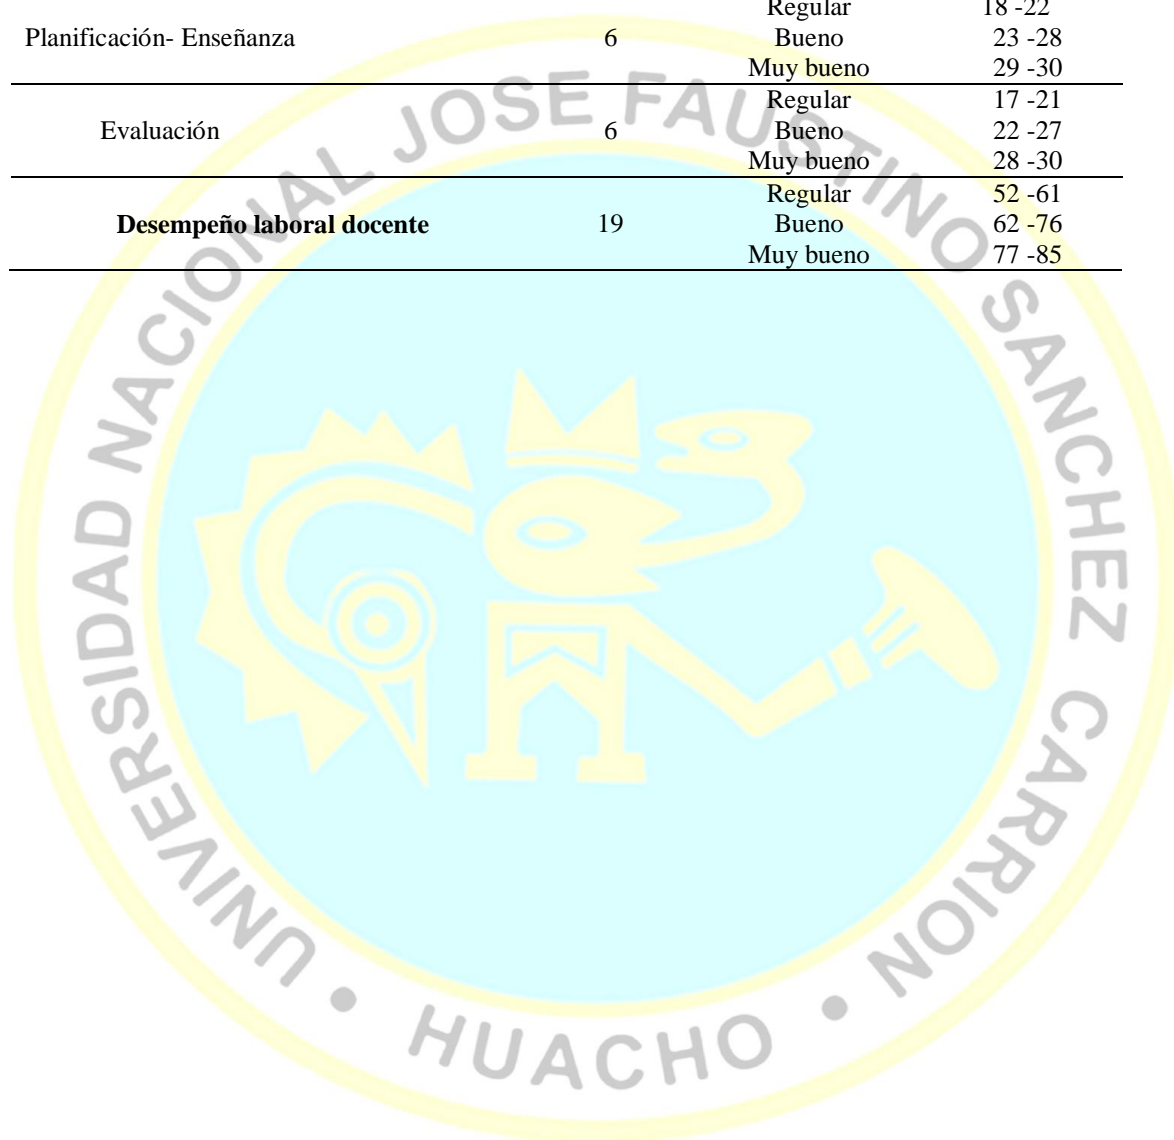 Regular 18 -22
Planificación- Enseñanza 6 Bueno 23 -28
Muy bueno 29 -30
Regular 17 -21
Evaluación 6 Bueno 22 -27
Muy bueno 28 -30
Regular 52 -61
Desempeño laboral docente 19 Bueno 62 -76
Muy bueno 77 -85
UNIVERSIDAD NACIONAL JOSE FAUSTINO SANCHEZ CARRION • HUACHO •